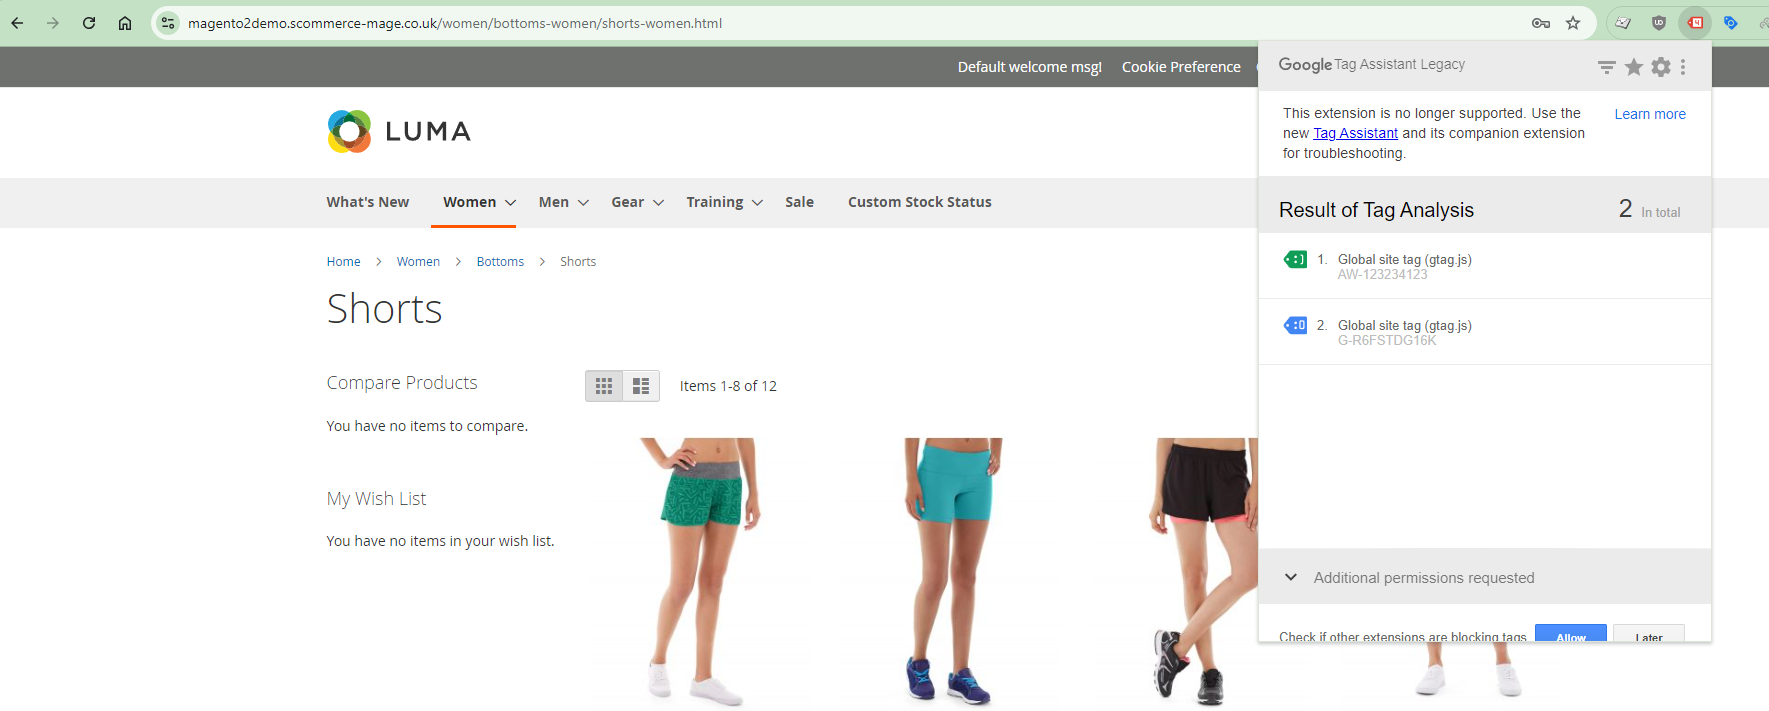 magento2demo.scommerce-mage.co.uk/women/bottoms-women/shorts-women.html
Default welcome msg! Cookie Preference
LUMA
What's New Women Men Gear Training Sale Custom Stock Status
Home > Women > Bottoms > Shorts
Shorts
Compare Products
You have no items to compare.
Items 1-8 of 12
My Wish List
You have no items in your wish list.
Google Tag Assistant Legacy
This extension is no longer supported. Use the
new Tag Assistant and its companion extension
for troubleshooting.
Learn more
Result of Tag Analysis 2 In total
1. Global site tag (gtag.js)
AW-123234123
2. Global site tag (gtag.js)
G-R6FSTDG16K
Additional permissions requested
Check if other extensions are blocking tags Allow Later